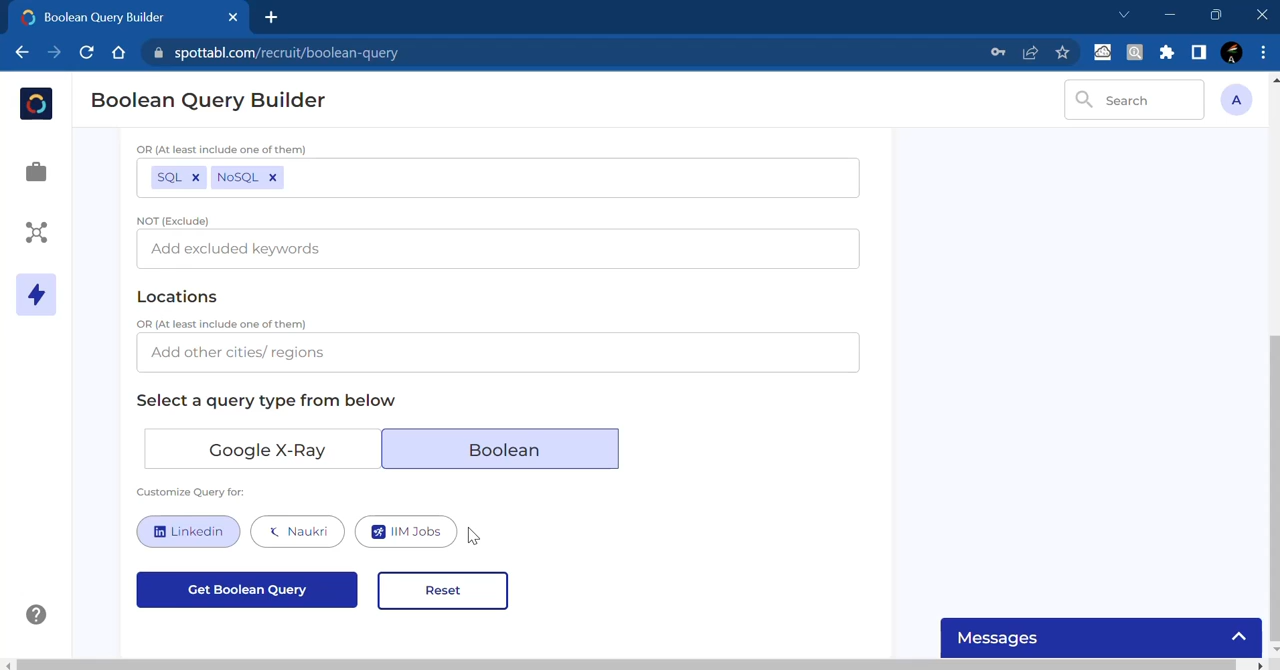 Boolean Query Builder
spottabl.com/recruit/boolean-query
Boolean Query Builder
Search
A
OR (At least include one of them)
SQL × NoSQL ×
NOT (Exclude)
Add excluded keywords
Locations
OR (At least include one of them)
Add other cities/ regions
Select a query type from below
Google X-Ray
Boolean
Customize Query for:
in Linkedin
Naukri
IIM Jobs
Get Boolean Query
Reset
?
Messages